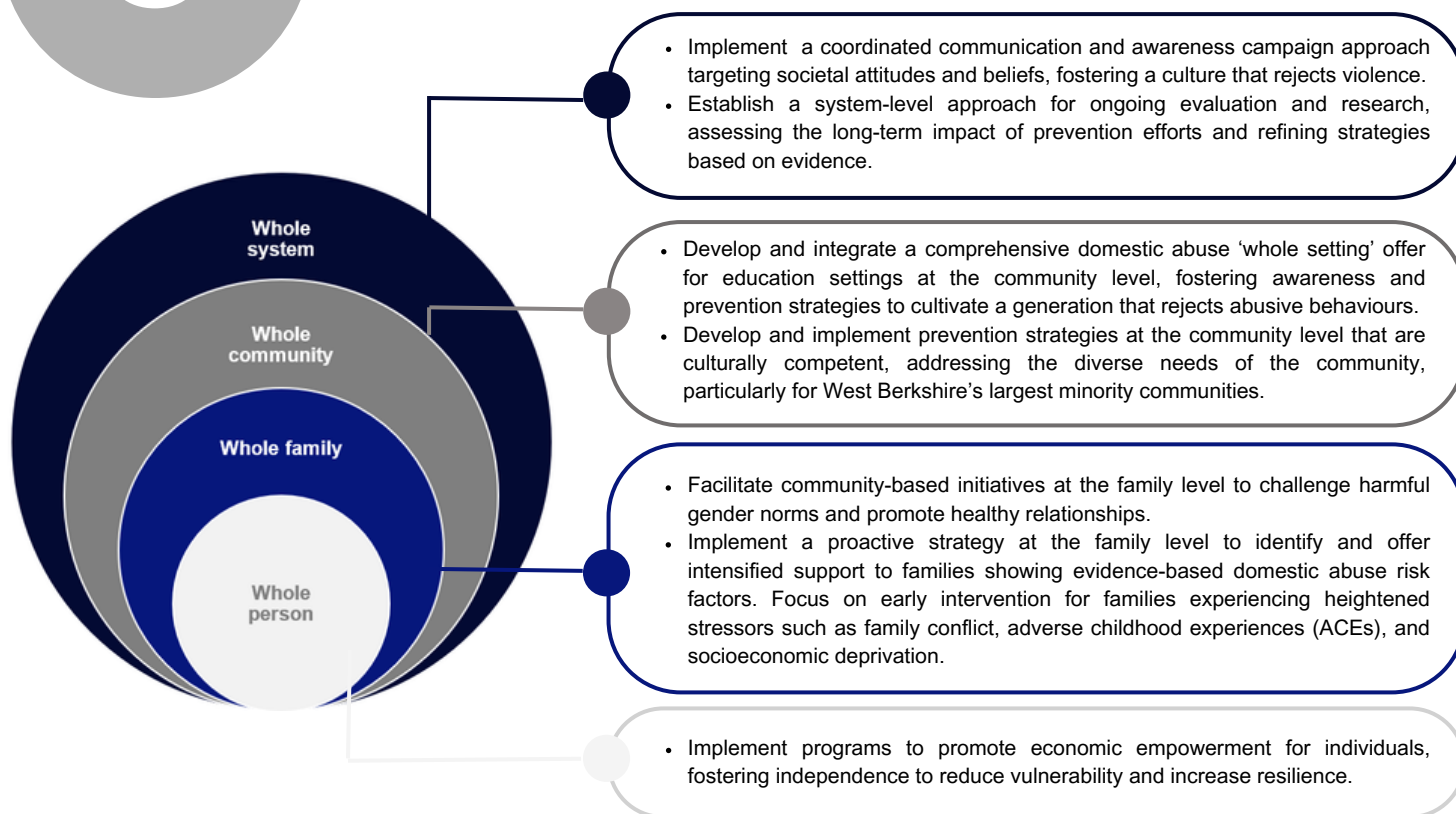 • Implement a coordinated communication and awareness campaign approach
targeting societal attitudes and beliefs, fostering a culture that rejects violence.
• Establish a system-level approach for ongoing evaluation and research,
assessing the long-term impact of prevention efforts and refining strategies
based on evidence.
Whole
system
• Develop and integrate a comprehensive domestic abuse ‘whole setting’ offer
for education settings at the community level, fostering awareness and
prevention strategies to cultivate a generation that rejects abusive behaviours.
• Develop and implement prevention strategies at the community level that are
culturally competent, addressing the diverse needs of the community,
particularly for West Berkshire’s largest minority communities.
Whole
community
Whole family
• Facilitate community-based initiatives at the family level to challenge harmful
gender norms and promote healthy relationships.
• Implement a proactive strategy at the family level to identify and offer
intensified support to families showing evidence-based domestic abuse risk
factors. Focus on early intervention for families experiencing heightened
stressors such as family conflict, adverse childhood experiences (ACEs), and
socioeconomic deprivation.
Whole
person
• Implement programs to promote economic empowerment for individuals,
fostering independence to reduce vulnerability and increase resilience.